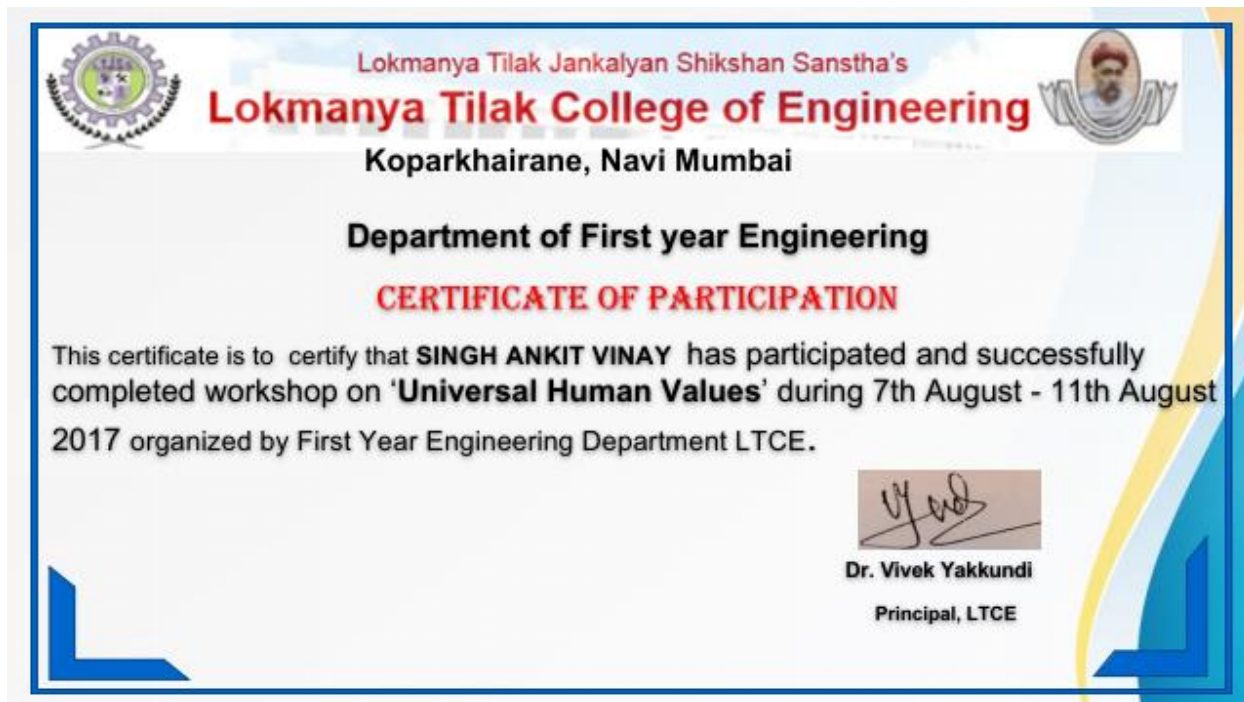 Lokmanya Tilak Jankalyan Shikshan Sanstha's
Lokmanya Tilak College of Engineering
Koparkhairane, Navi Mumbai
Department of First year Engineering
CERTIFICATE OF PARTICIPATION
This certificate is to certify that SINGH ANKIT VINAY has participated and successfully
completed workshop on ‘Universal Human Values’ during 7th August - 11th August
2017 organized by First Year Engineering Department LTCE.
Dr. Vivek Yakkundi
Principal, LTCE